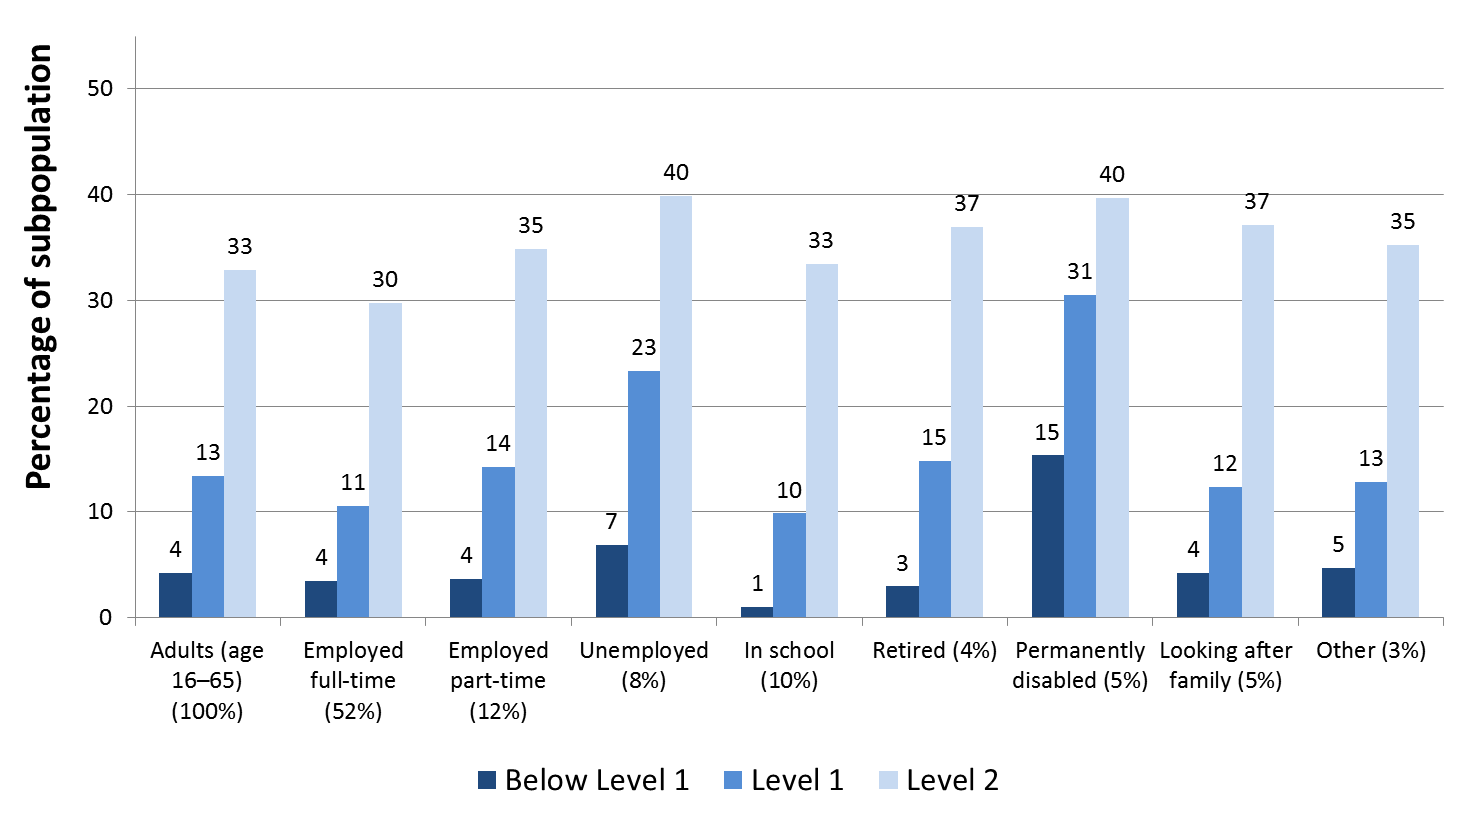 Percentage of subpopulation
50
40
30
20
10
0
4
13
33
4
11
30
4
14
35
7
23
40
1
10
33
3
15
37
15
31
40
4
12
37
5
13
35
Adults (age
16–65)
(100%)
Employed
full-time
(52%)
Employed
part-time
(12%)
Unemployed
(8%)
In school
(10%)
Retired (4%)
Permanently
disabled (5%)
Looking after
family (5%)
Other (3%)
Below Level 1
Level 1
Level 2